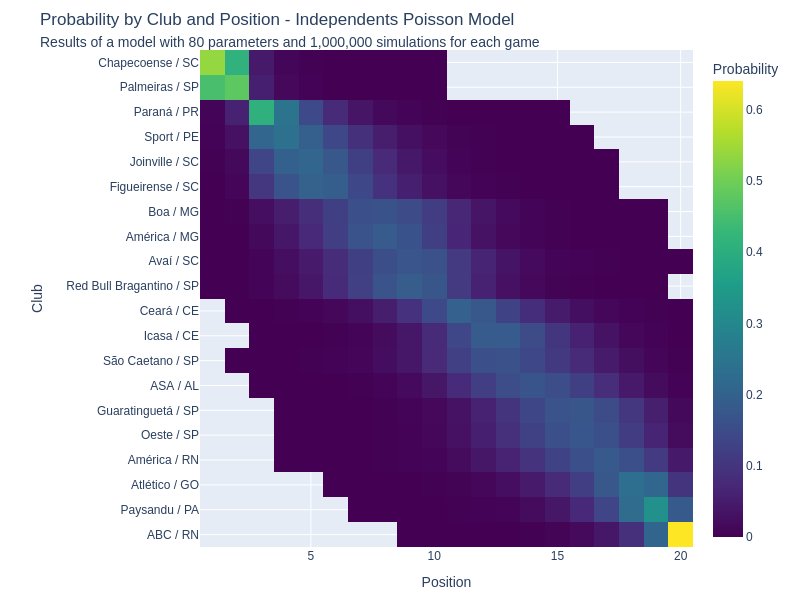 Probability by Club and Position - Independents Poisson Model
Results of a model with 80 parameters and 1,000,000 simulations for each game
Probability
Chapecoense / SC
Palmeiras / SP
Paraná / PR
Sport / PE
Joinville / SC
Figueirense / SC
Boa / MG
América / MG
Avaí / SC
Red Bull Bragantino / SP
Ceará / CE
Icasa / CE
São Caetano / SP
ASA / AL
Guaratinguetá / SP
Oeste / SP
América / RN
Atlético / GO
Paysandu / PA
ABC / RN
Club
5
10
15
20
Position
0.6
0.5
0.4
0.3
0.2
0.1
0